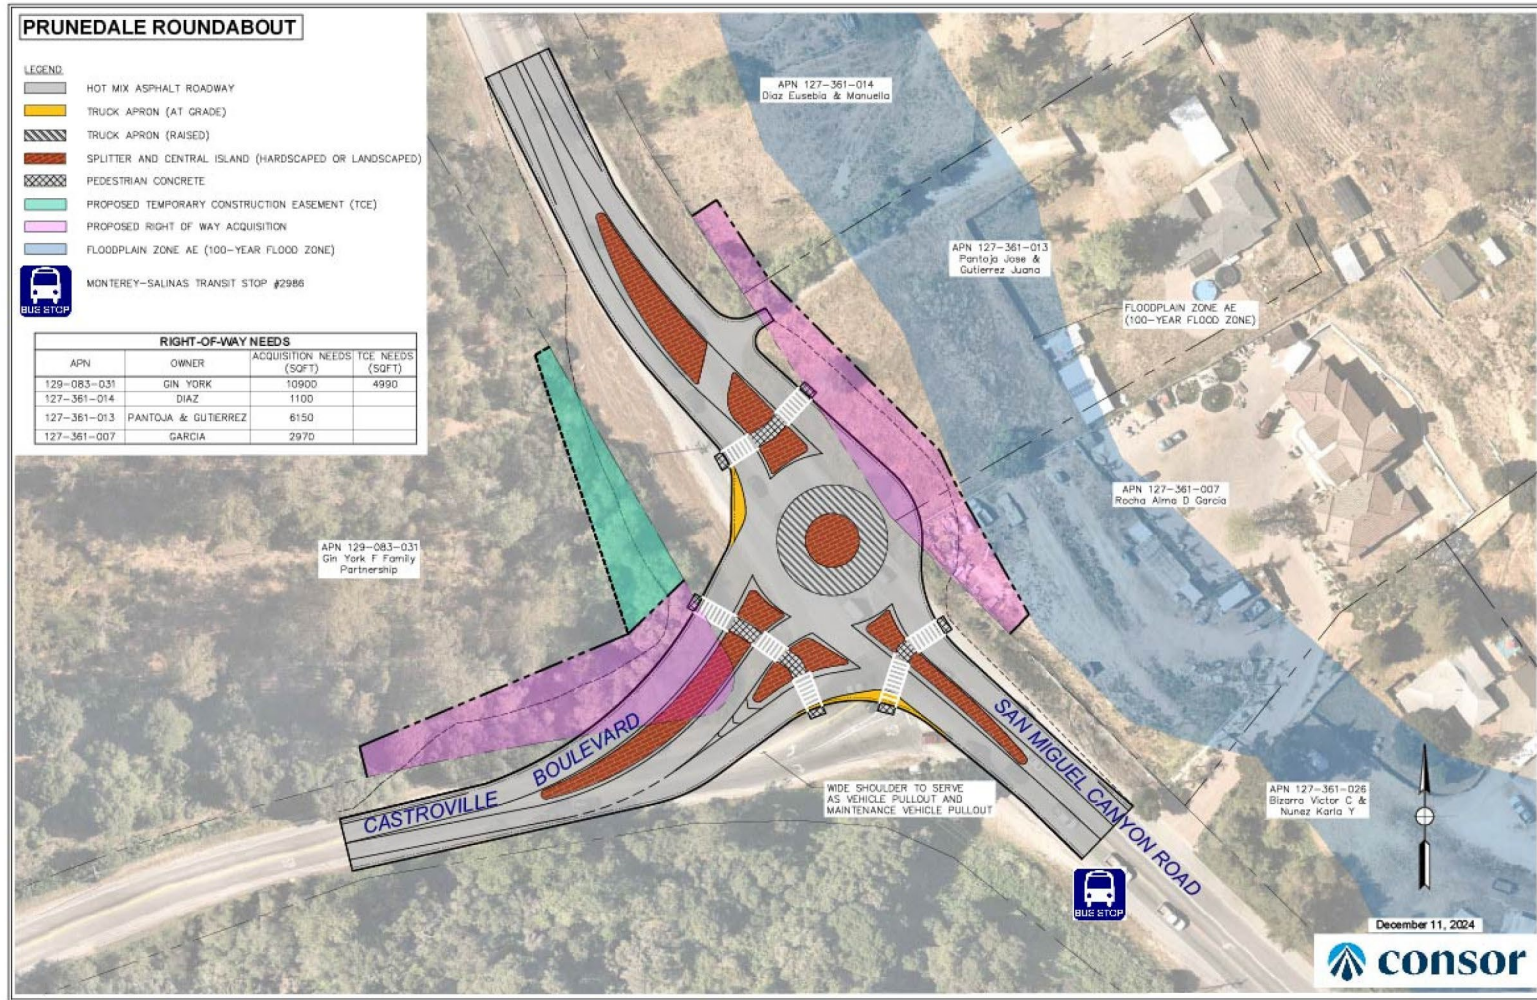 PRUNEDALE ROUNDABOUT
LEGEND
HOT MIX ASPHALT ROADWAY
TRUCK APRON (AT GRADE)
TRUCK APRON (RAISED)
SPLITTER AND CENTRAL ISLAND (HARDSCAPED OR LANDSCAPED)
PEDESTRIAN CONCRETE
PROPOSED TEMPORARY CONSTRUCTION EASEMENT (TCE)
PROPOSED RIGHT OF WAY ACQUISITION
FLOODPLAIN ZONE AE (100-YEAR FLOOD ZONE)
MONTEREY-SALINAS TRANSIT STOP #2986
BUS STOP
RIGHT-OF-WAY NEEDS
APN OWNER ACQUISITION NEEDS (SQFT) TCE NEEDS (SQFT)
129-083-031 GIN YORK 10900 4990
127-361-014 DIAZ 1100
127-361-013 PANTOJA & GUTIERREZ 6150
127-361-007 GARCIA 2970
APN 127-361-014
Diaz Eusebia & Manuella
APN 127-361-013
Pantoja Jose &
Gutierrez Juana
FLOODPLAIN ZONE AE
(100-YEAR FLOOD ZONE)
APN 127-361-007
Rocha Alma D Garcia
APN 129-083-031
Gin York F Family
Partnership
CASTROVILLE BOULEVARD
SAN MIGUEL CANYON ROAD
WIDE SHOULDER TO SERVE
AS VEHICLE PULLOUT AND
MAINTENANCE VEHICLE PULLOUT
APN 127-361-026
Bizarro Victor C &
Nunez Karla Y
BUS STOP
December 11, 2024
consor